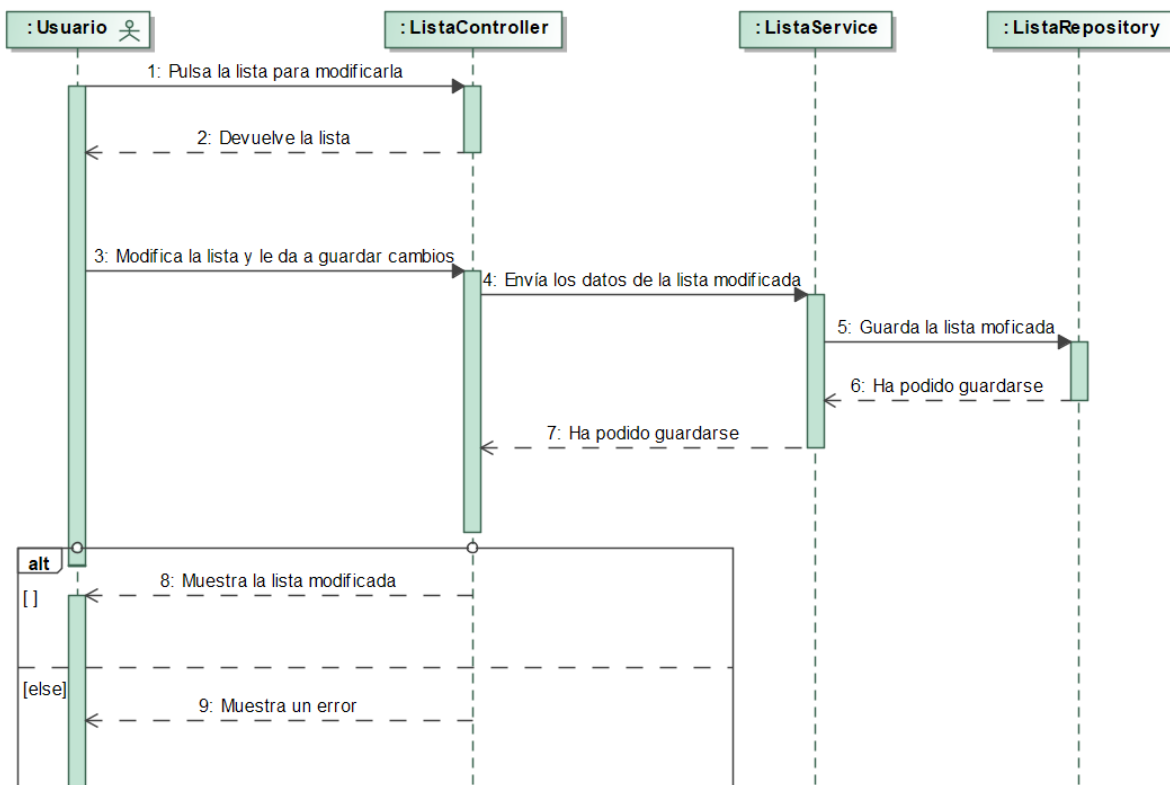 : Usuario
: ListaController
: ListaService
: ListaRepository
1: Pulsa la lista para modificarla
2: Devuelve la lista
3: Modifica la lista y le da a guardar cambios
4: Envía los datos de la lista modificada
5: Guarda la lista moficada
6: Ha podido guardarse
7: Ha podido guardarse
alt
8: Muestra la lista modificada
[ ]
[else]
9: Muestra un error